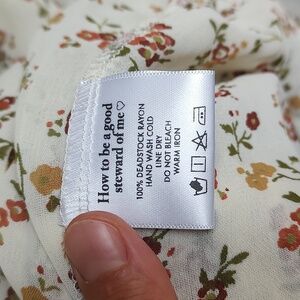 How to be a good
steward of me ♡
100% DEADSTOCK RAYON
HAND WASH COLD
LINE DRY
DO NOT BLEACH
WARM IRON